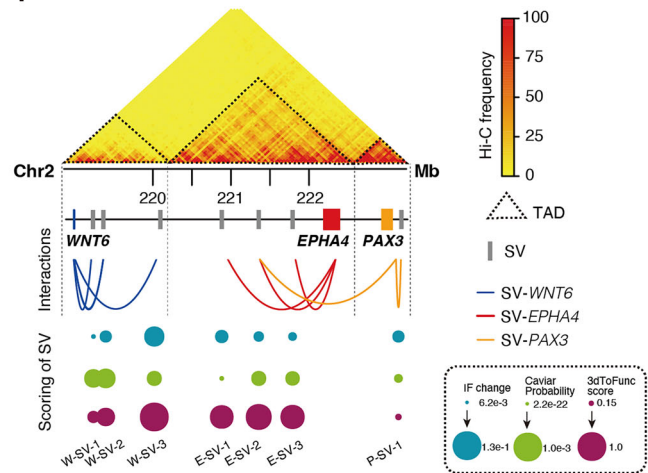 100
75
50
25
0
Hi-C frequency
Chr2
Mb
220
221
222
TAD
SV
WNT6
EPHA4
PAX3
Interactions
SV-WNT6
SV-EPHA4
SV-PAX3
Scoring of SV
W-SV-1
W-SV-2
W-SV-3
E-SV-1
E-SV-2
E-SV-3
P-SV-1
IF change
6.2e-3
1.3e-1
Caviar
Probability
2.2e-22
1.0e-3
3dToFunc
score
0.15
1.0